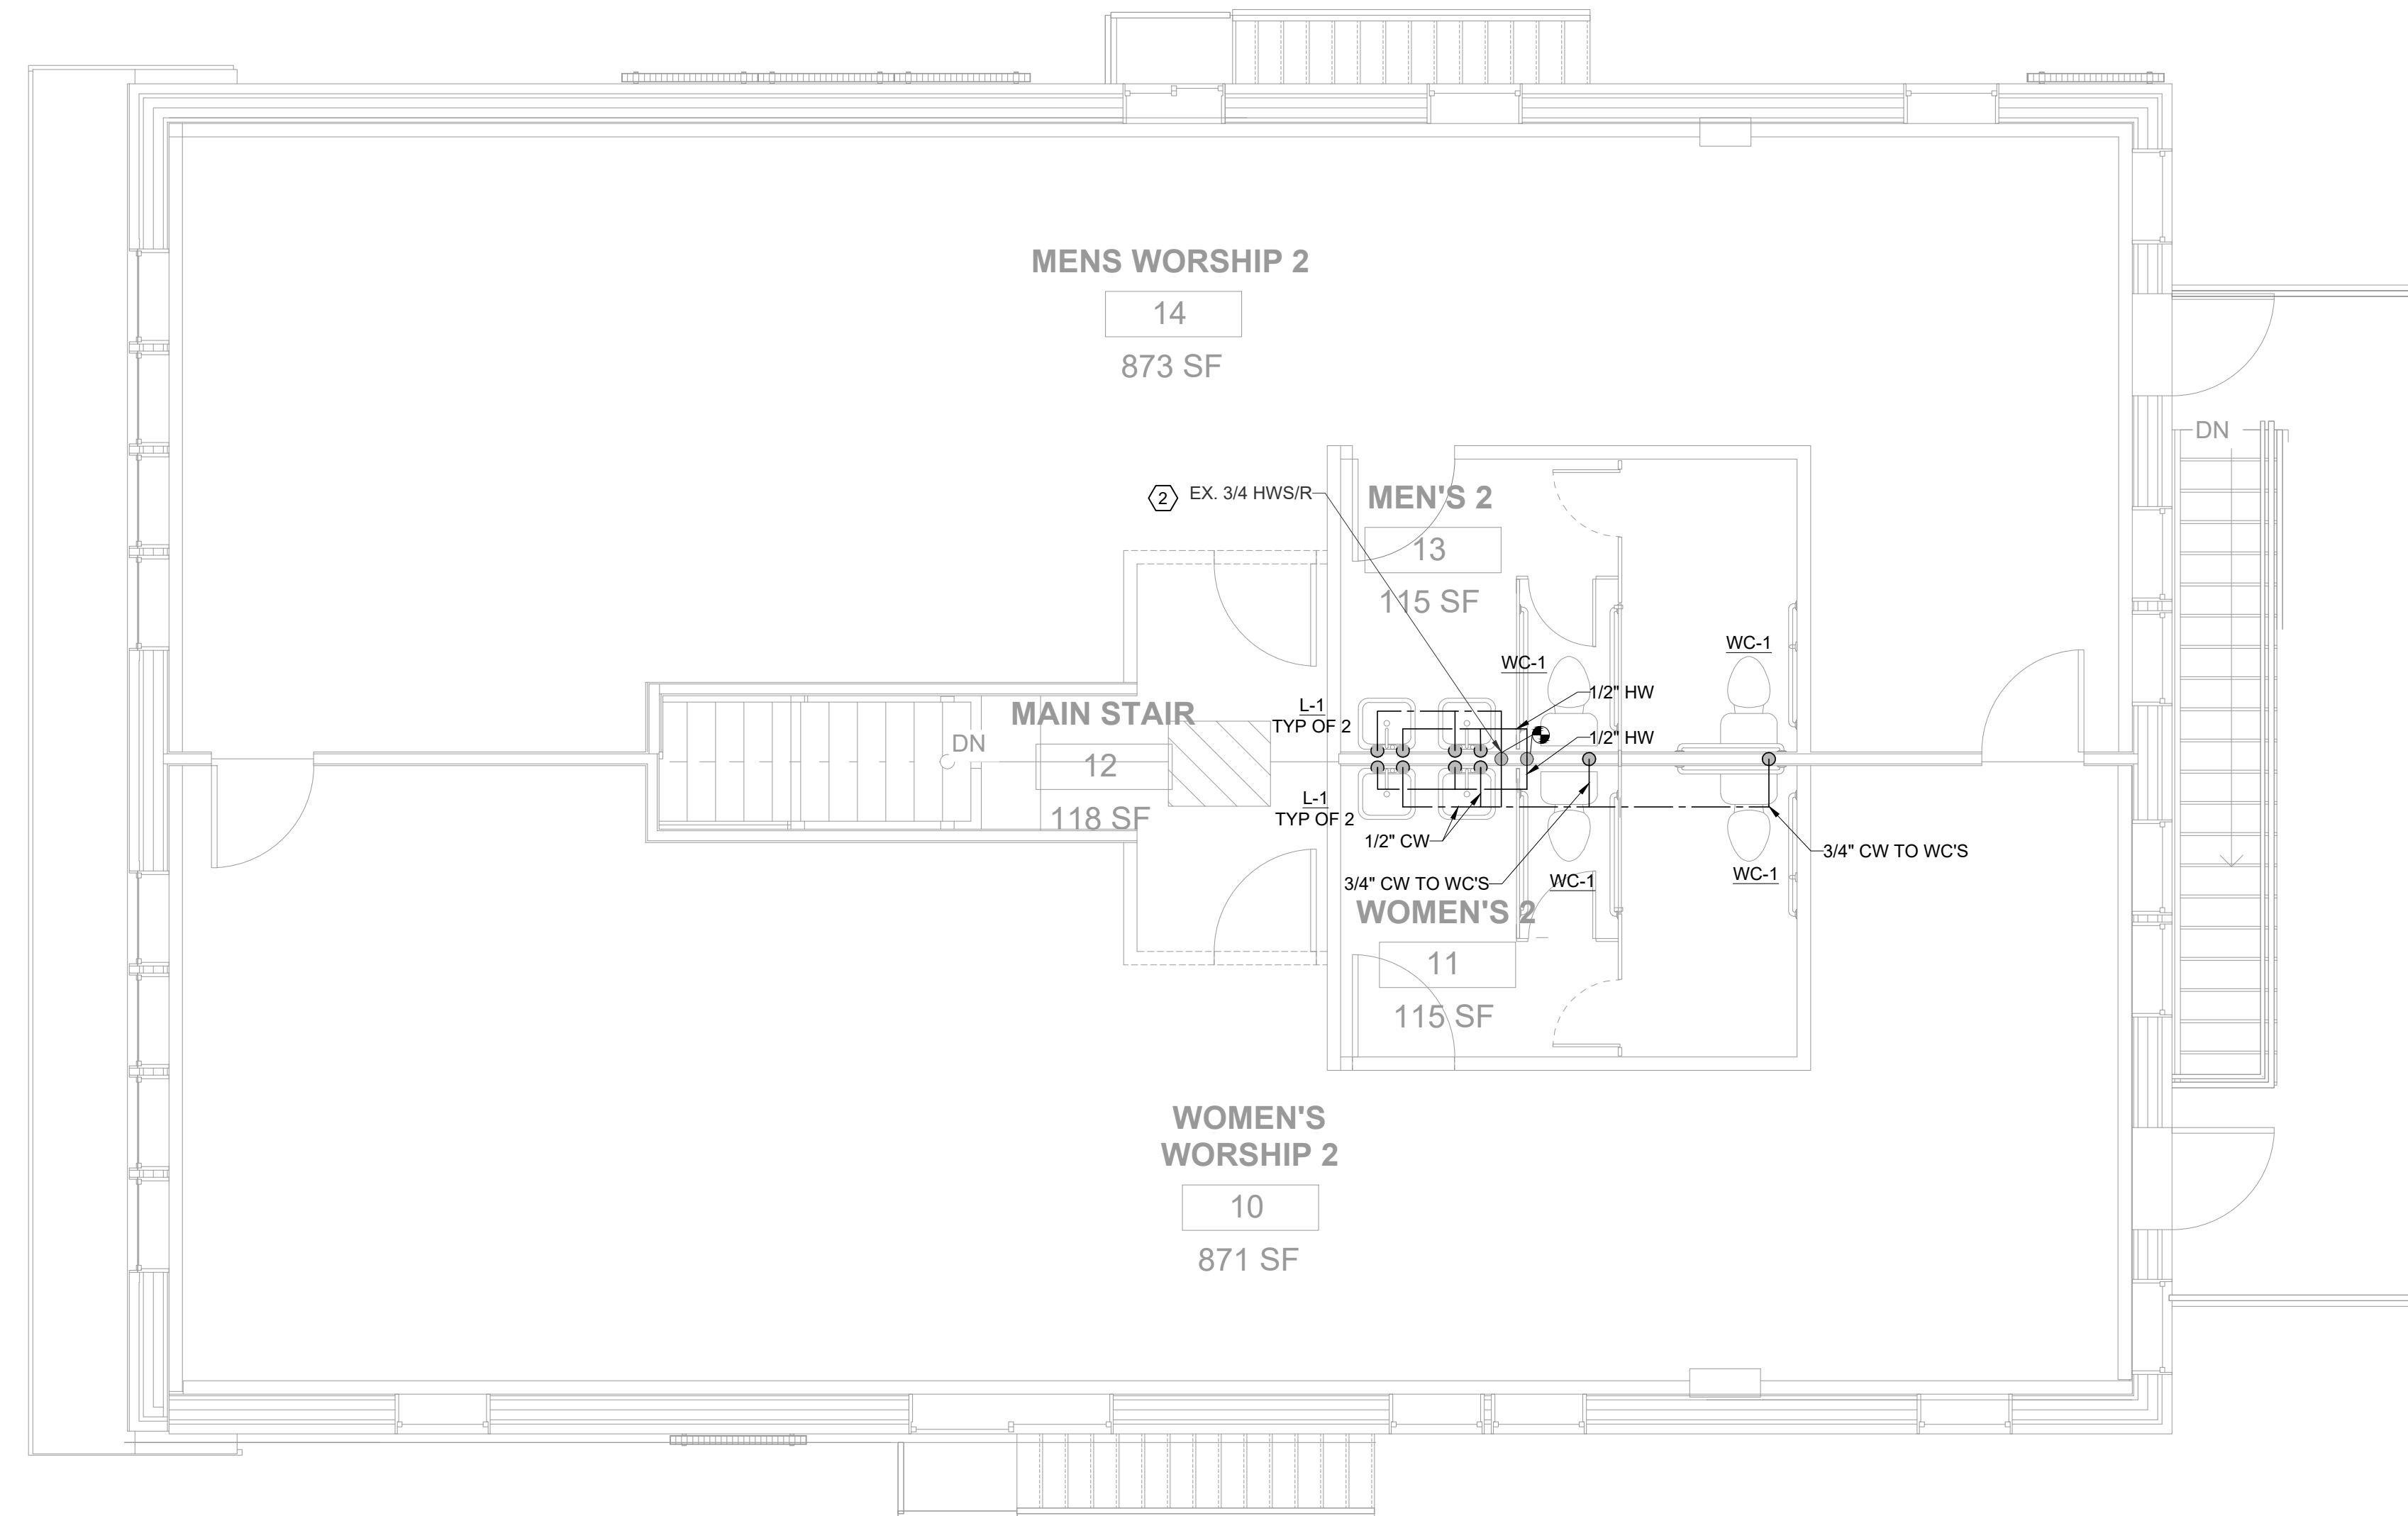 MENS WORSHIP 2
14
873 SF
DN
2 EX. 3/4 HWS/R
MEN'S 2
13
115 SF
WC-1
WC-1
1/2" HW
L-1
TYP OF 2
MAIN STAIR
DN
12
118 SF
1/2" HW
L-1
TYP OF 2
1/2" CW
3/4" CW TO WC'S
3/4" CW TO WC'S
WC-1
WC-1
WOMEN'S 2
11
115 SF
WOMEN'S
WORSHIP 2
10
871 SF